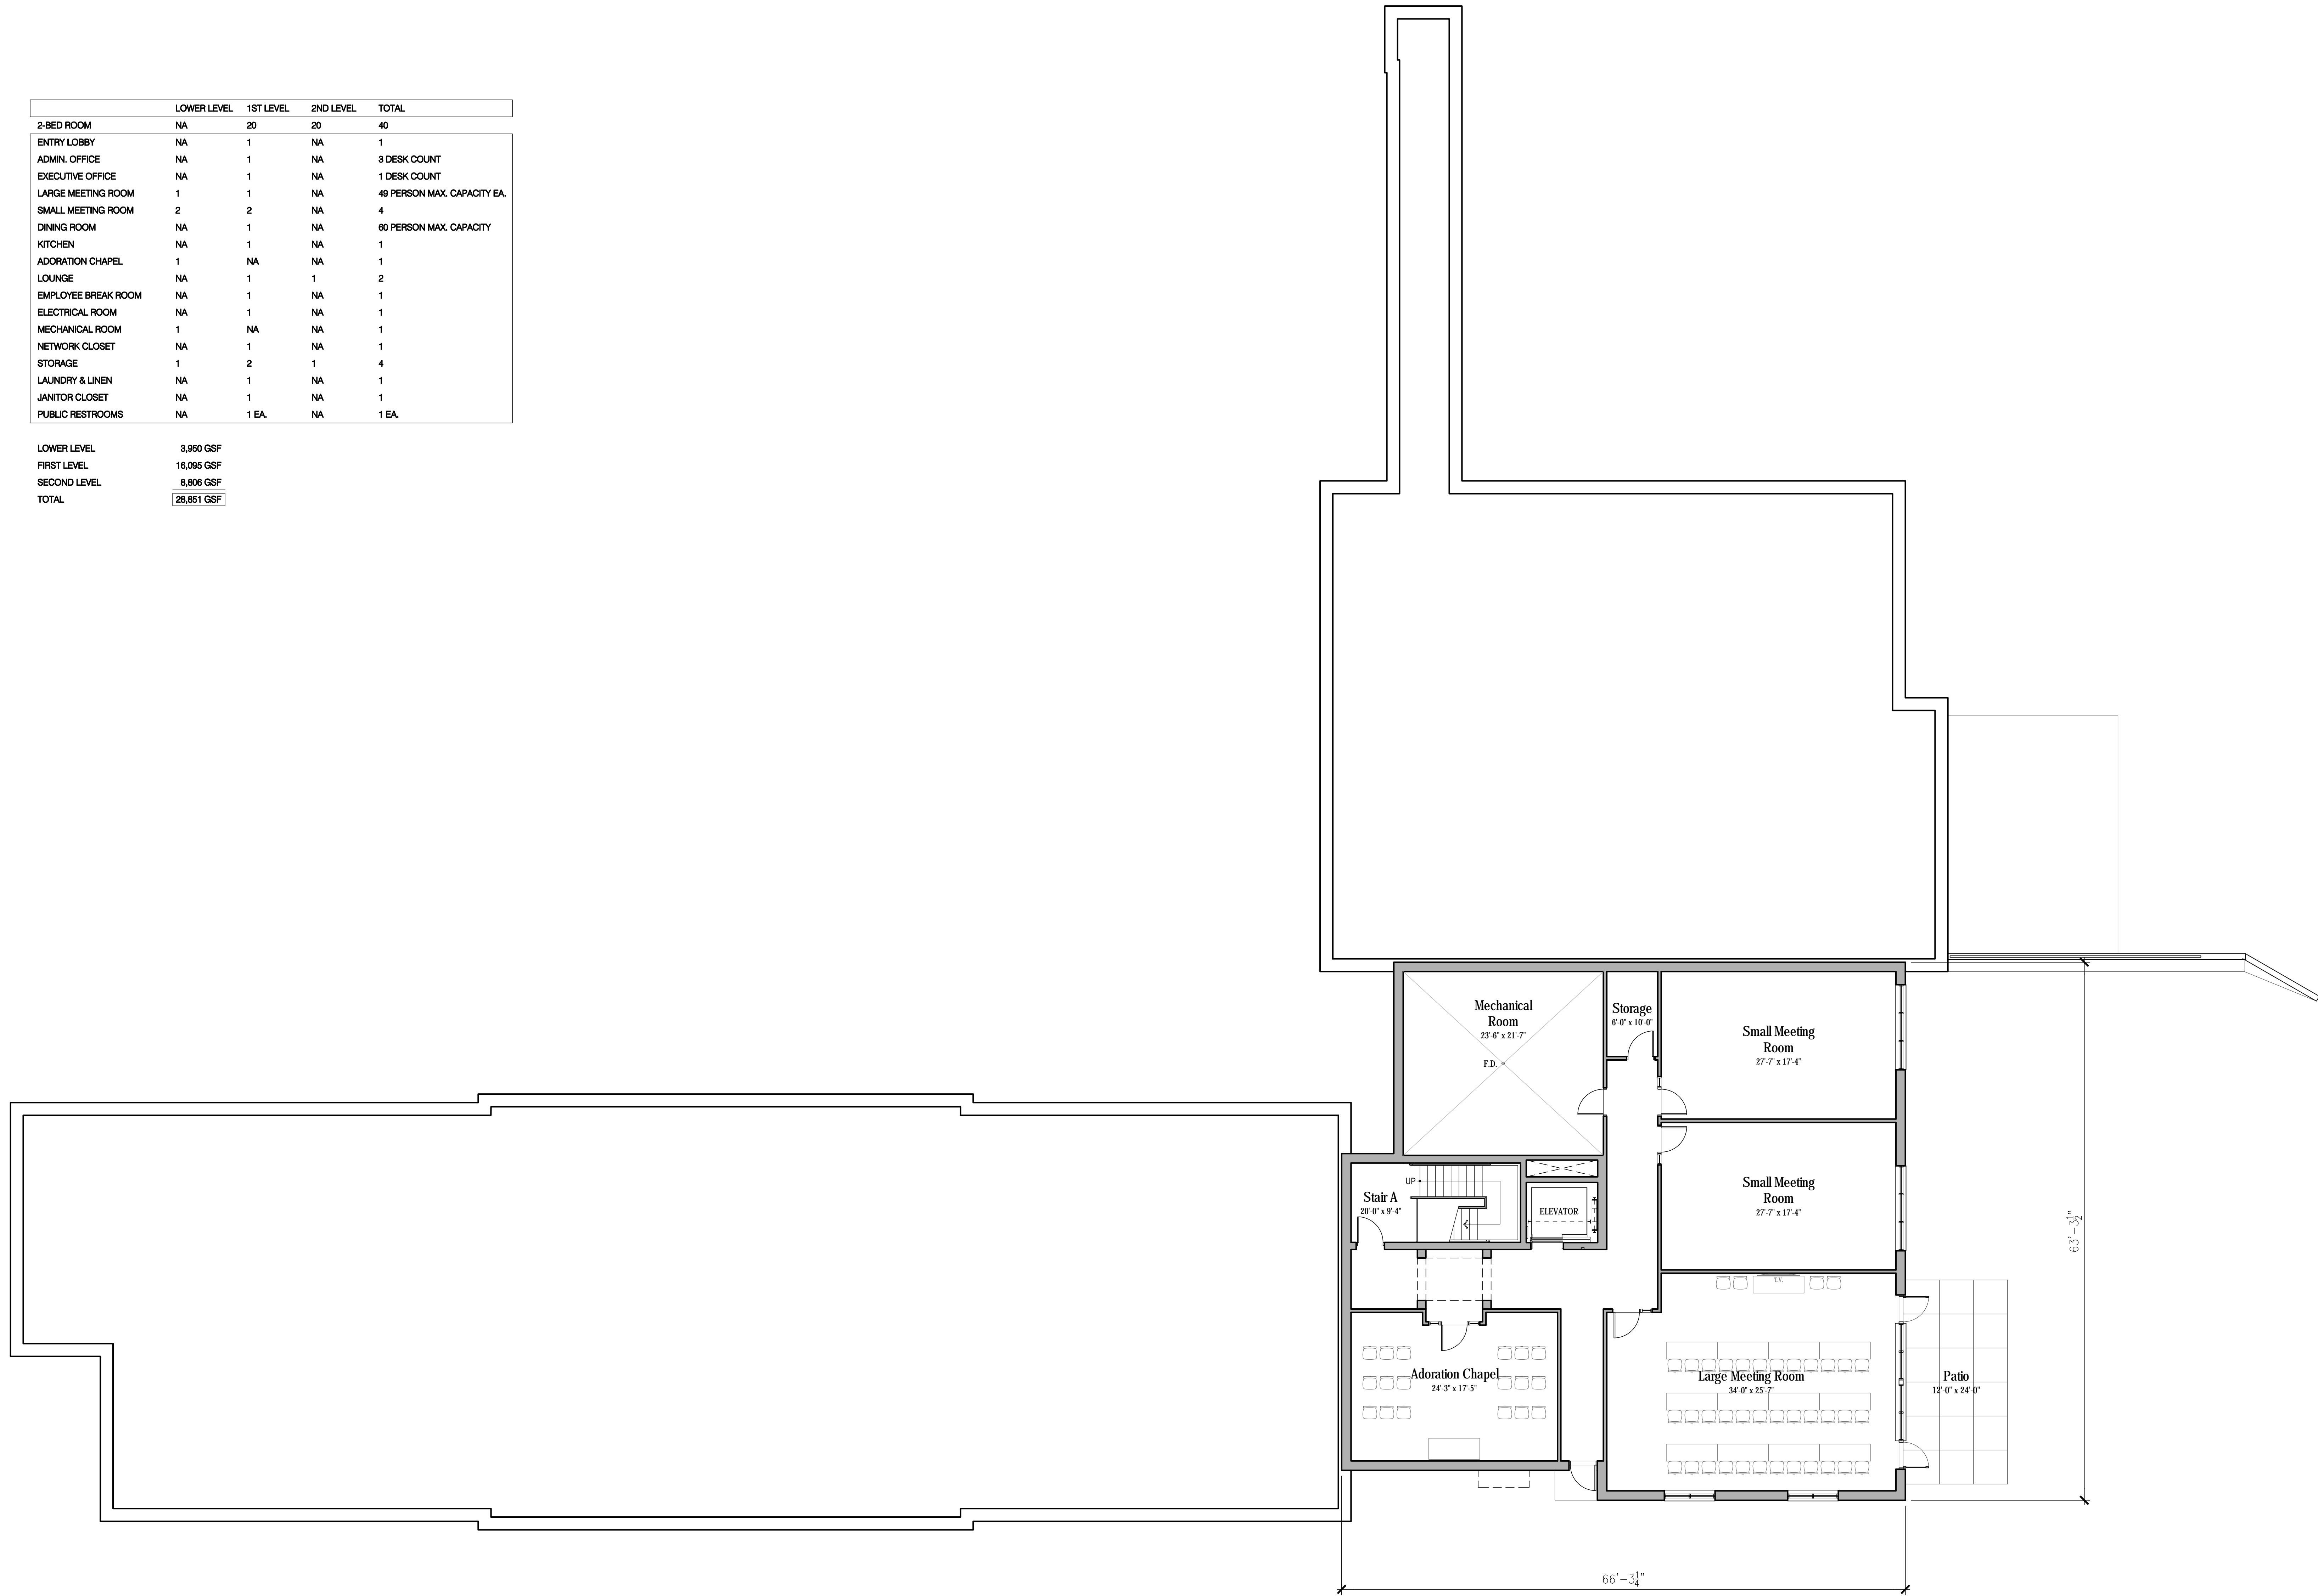 LOWER LEVEL 1ST LEVEL 2ND LEVEL TOTAL
2-BED ROOM NA 20 20 40
ENTRY LOBBY NA 1 NA 1
ADMIN. OFFICE NA 1 NA 3 DESK COUNT
EXECUTIVE OFFICE NA 1 NA 1 DESK COUNT
LARGE MEETING ROOM 1 1 NA 49 PERSON MAX. CAPACITY EA.
SMALL MEETING ROOM 2 2 NA 4
DINING ROOM NA 1 NA 60 PERSON MAX. CAPACITY
KITCHEN NA 1 NA 1
ADORATION CHAPEL 1 NA NA 1
LOUNGE NA 1 1 2
EMPLOYEE BREAK ROOM NA 1 NA 1
ELECTRICAL ROOM NA 1 NA 1
MECHANICAL ROOM 1 NA NA 1
NETWORK CLOSET NA 1 NA 1
STORAGE 1 2 1 4
LAUNDRY & LINEN NA 1 NA 1
JANITOR CLOSET NA 1 NA 1
PUBLIC RESTROOMS NA 1 EA. NA 1 EA.
LOWER LEVEL 3,950 GSF
FIRST LEVEL 16,095 GSF
SECOND LEVEL 8,806 GSF
TOTAL 28,851 GSF
Mechanical
Room
23'-6" x 21'-7"
F.D.
Storage
6'-0" x 10'-0"
Small Meeting
Room
27'-7" x 17'-4"
UP
Stair A
20'-0" x 9'-4"
ELEVATOR
Small Meeting
Room
27'-7" x 17'-4"
63'-3½"
T.V.
Adoration Chapel
24'-3" x 17'-5"
Large Meeting Room
34'-0" x 25'-7"
Patio
12'-0" x 24'-0"
66'-3¼"